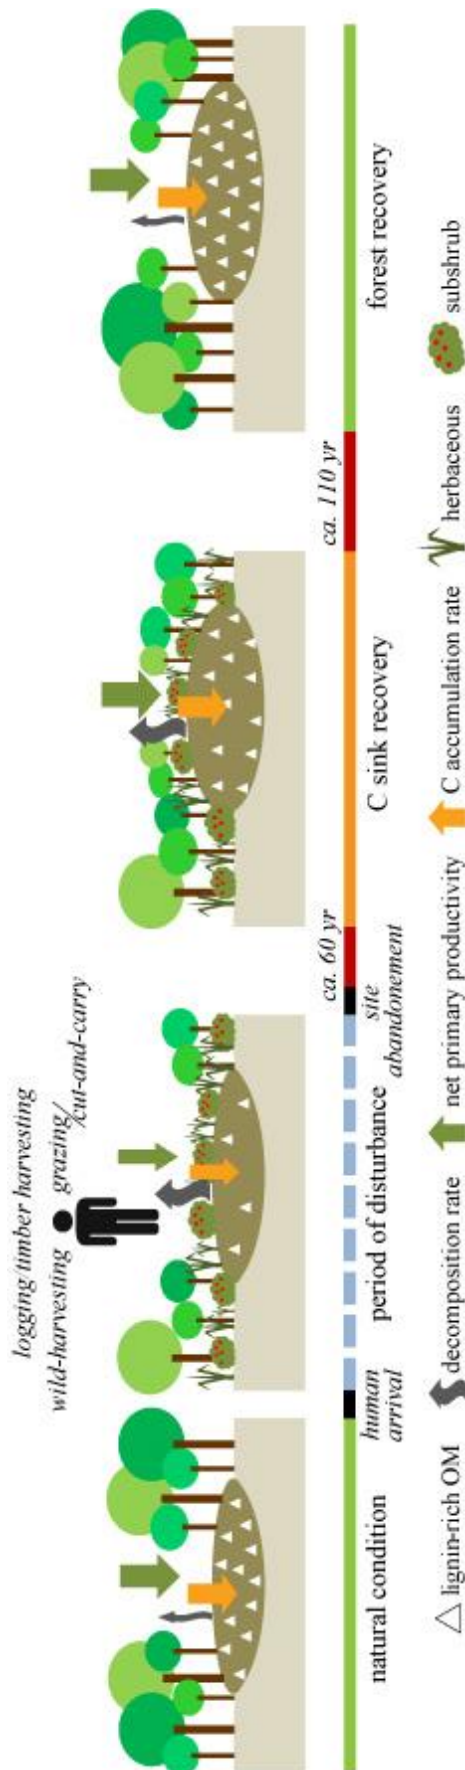 logging/timber harvesting
wild-harvesting grazing/
cut-and-carry
natural condition
human
arrival
period of disturbance
site
abandonement
ca. 60 yr
C sink recovery
ca. 110 yr
forest recovery
lignin-rich OM
decomposition rate
net primary productivity
C accumulation rate
herbaceous
subshrub